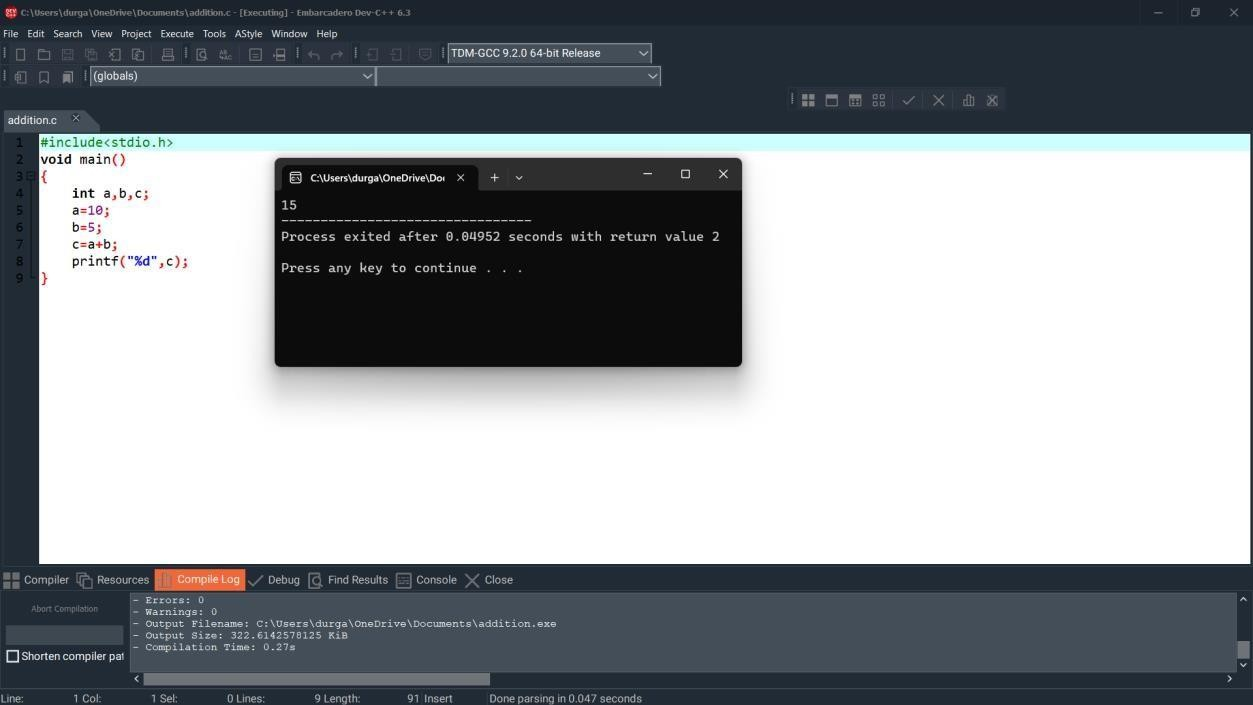 C:\Users\durga\OneDrive\Documents\addition.c - [Executing] - Embarcadero Dev-C++ 6.3
File Edit Search View Project Execute Tools AStyle Window Help
TDM-GCC 9.2.0 64-bit Release
(globals)
addition.c
1 #include<stdio.h>
2 void main()
3 {
4 int a,b,c;
5 a=10;
6 b=5;
7 c=a+b;
8 printf("%d",c);
9 }
C:\Users\durga\OneDrive\Doc
15
--------------------------------
Process exited after 0.04952 seconds with return value 2
Press any key to continue . . .
Compiler Resources Compile Log Debug Find Results Console Close
Abort Compilation
Shorten compiler pat
- Errors: 0
- Warnings: 0
- Output Filename: C:\Users\durga\OneDrive\Documents\addition.exe
- Output Size: 322.6142578125 KiB
- Compilation Time: 0.27s
Line: 1 Col: 1 Sel: 0 Lines: 9 Length: 91 Insert Done parsing in 0.047 seconds